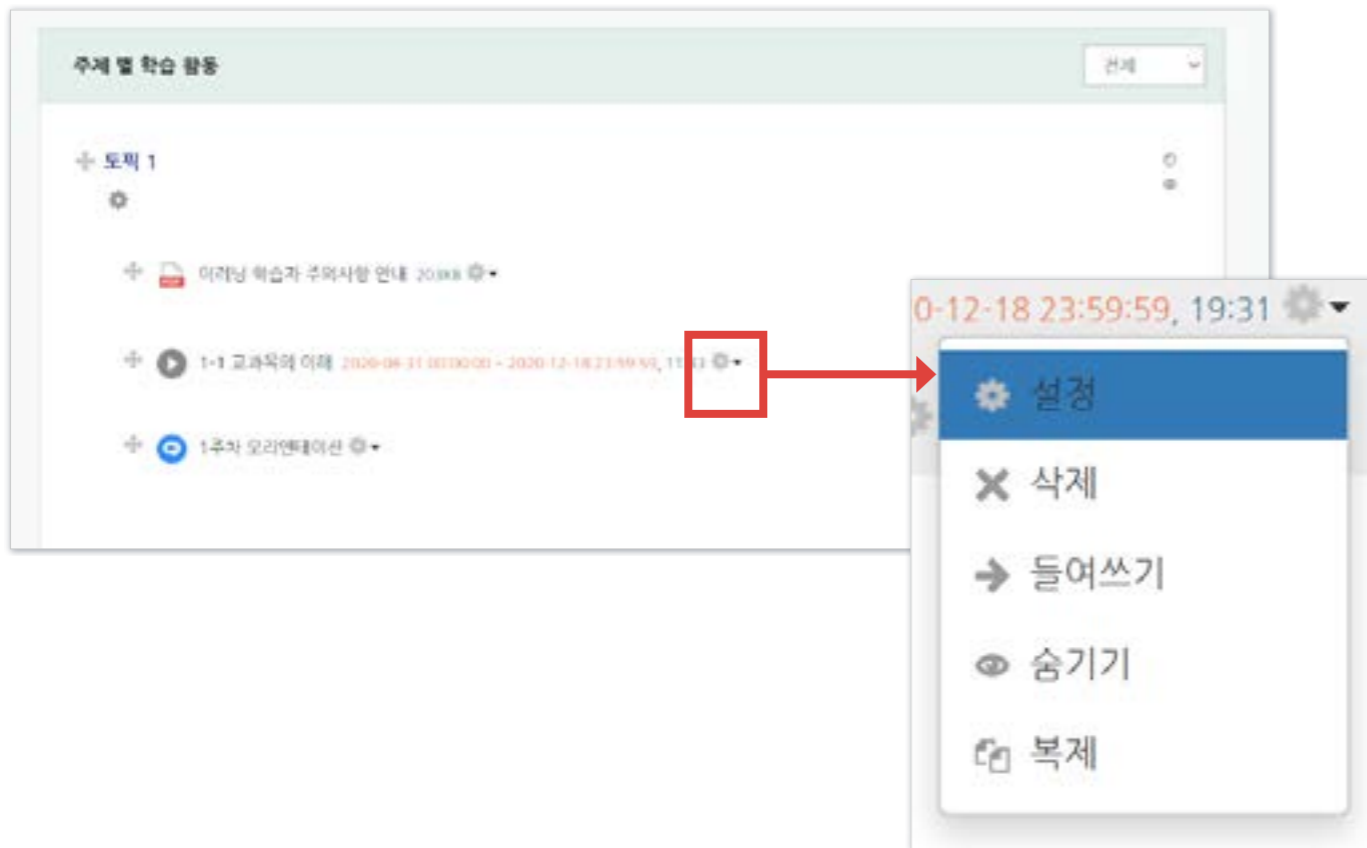 주제 별 학습 활동
전체
토픽 1
이러닝 학습자 주의사항 안내 203KB
1-1 교과목의 이해 2020-08-31 00:00:00 ~ 2020-12-18 23:59:59,
1주차 오리엔테이션
0-12-18 23:59:59, 19:31
설정
삭제
들여쓰기
숨기기
복제